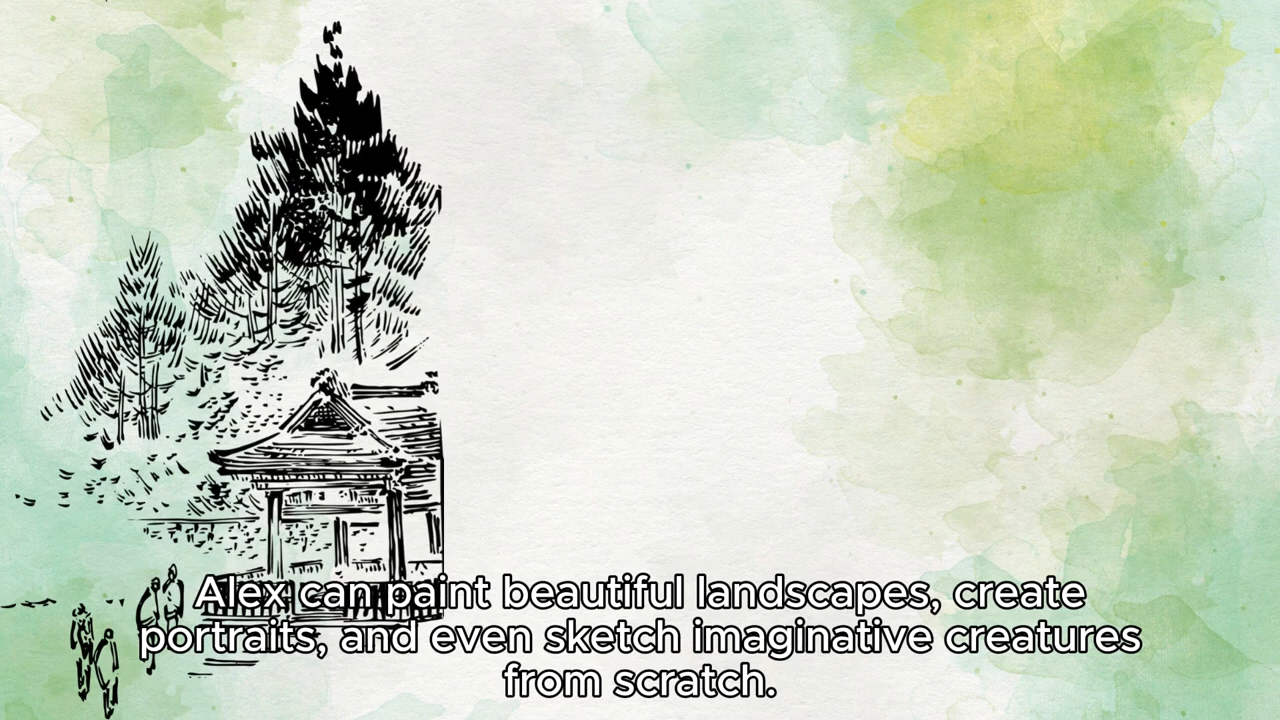 Alex can paint beautiful landscapes, create
portraits, and even sketch imaginative creatures
from scratch.